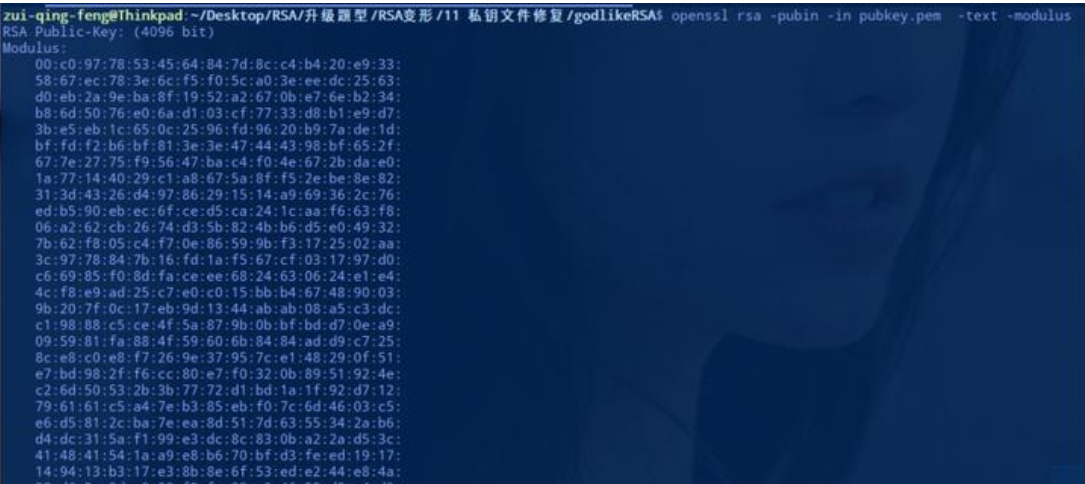 zui-qing-feng@Thinkpad:~/Desktop/RSA/升级题型/RSA变形/11 私钥文件修复/godlikeRSA$ openssl rsa -pubin -in pubkey.pem  -text -modulus
RSA Public-Key: (4096 bit)
Modulus:
00:c0:97:78:53:45:64:84:7d:8c:c4:b4:20:e9:33:
58:67:ec:78:3e:6c:f5:f0:5c:a0:3e:ee:dc:25:63:
d0:eb:2a:9e:ba:8f:19:52:a2:67:0b:e7:6e:b2:34:
b8:6d:50:76:e0:6a:d1:03:cf:77:33:d8:b1:e9:d7:
3b:e5:eb:1c:65:0c:25:96:fd:96:20:b9:7a:de:1d:
bf:fd:f2:b6:bf:81:3e:3e:47:44:43:98:bf:65:2f:
67:7e:27:75:f9:56:47:ba:c4:f0:4e:67:2b:da:e0:
1a:77:14:40:29:c1:a8:67:5a:8f:f5:2e:be:8e:82:
31:3d:43:26:d4:97:86:29:15:14:a9:69:36:2c:76:
ed:b5:90:eb:ec:6f:ce:d5:ca:24:1c:aa:f6:63:f8:
06:a2:62:cb:26:74:d3:5b:82:4b:b6:d5:e0:49:32:
7b:62:f8:05:c4:f7:0e:86:59:9b:f3:17:25:02:aa:
3c:97:78:84:7b:16:fd:1a:f5:67:cf:03:17:97:d0:
c6:69:85:f0:8d:fa:ce:ee:68:24:63:06:24:e1:e4:
4c:f8:e9:ad:25:c7:e0:c0:15:bb:b4:67:48:90:03:
9b:20:7f:0c:17:eb:9d:13:44:ab:ab:08:a5:c3:dc:
c1:98:88:c5:ce:4f:5a:87:9b:0b:bf:bd:d7:0e:a9:
09:59:81:fa:88:4f:59:60:6b:84:84:ad:d9:c7:25:
8c:e8:c0:e8:f7:26:9e:37:95:7c:e1:48:29:0f:51:
e7:bd:98:2f:f6:cc:80:e7:f0:32:0b:89:51:92:4e:
c2:6d:50:53:2b:3b:77:72:d1:bd:1a:1f:92:d7:12:
79:61:61:c5:a4:7e:b3:85:eb:f0:7c:6d:46:03:c5:
e6:d5:81:2c:ba:7e:ea:8d:51:7d:63:55:34:2a:b6:
d4:dc:31:5a:f1:99:e3:dc:8c:83:0b:a2:2a:d5:3c:
41:48:41:54:1a:a9:e8:b6:70:bf:d3:fe:ed:19:17:
14:94:13:b3:17:e3:8b:8e:6f:53:ed:e2:44:e8:4a: